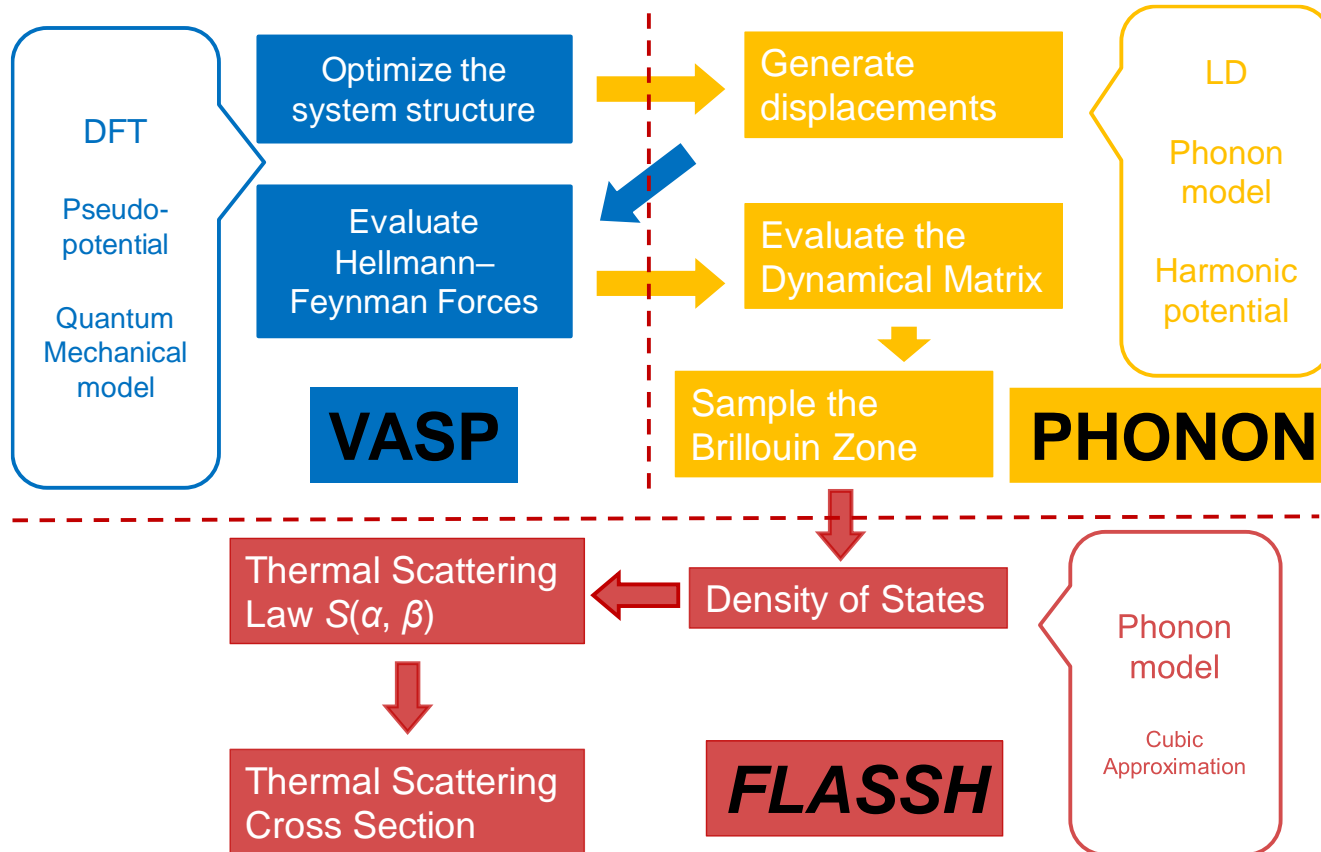 DFT
Pseudo-
potential
Quantum
Mechanical
model
Optimize the
system structure
Evaluate
Hellmann–
Feynman Forces
VASP
Generate
displacements
Evaluate the
Dynamical Matrix
Sample the
Brillouin Zone
LD
Phonon
model
Harmonic
potential
PHONON
Thermal Scattering
Law S(α, β)
Density of States
Thermal Scattering
Cross Section
FLASSH
Phonon
model
Cubic
Approximation